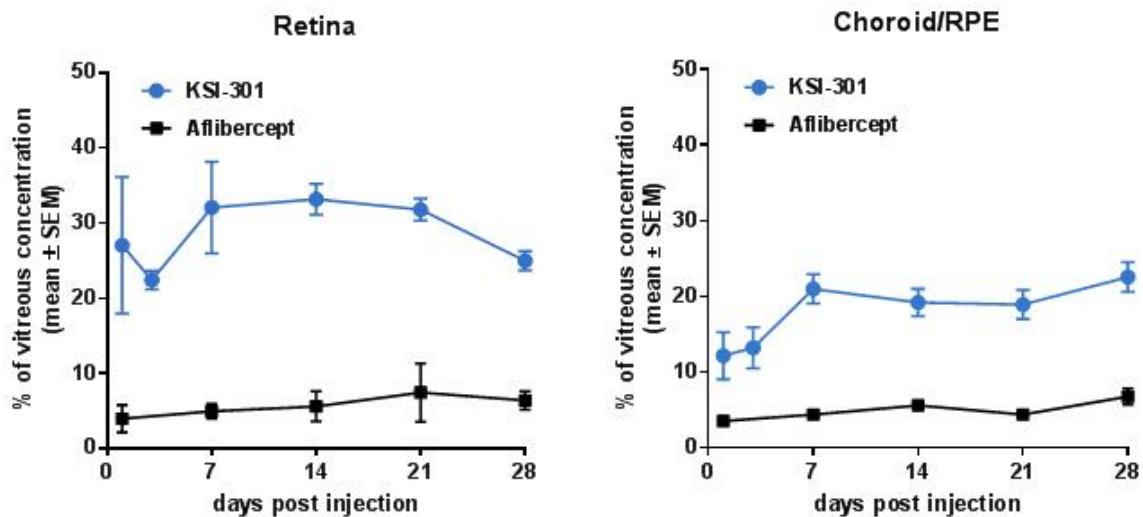 Retina
% of vitreous concentration
(mean ± SEM)
50
40
30
20
10
0
KSI-301
Aflibercept
0 7 14 21 28
days post injection
Choroid/RPE
% of vitreous concentration
(mean ± SEM)
50
40
30
20
10
0
KSI-301
Aflibercept
0 7 14 21 28
days post injection